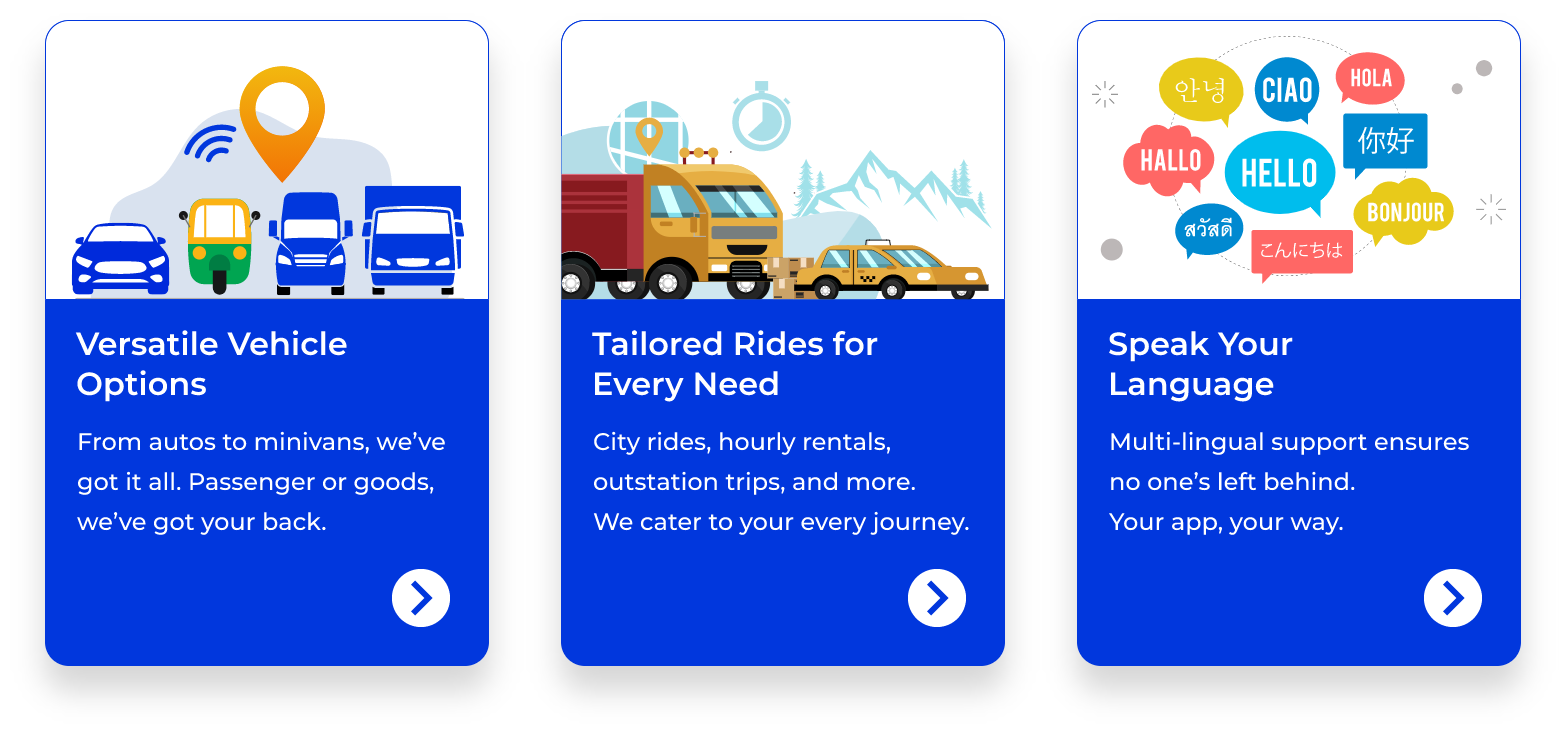 Versatile Vehicle
Options
From autos to minivans, we’ve
got it all. Passenger or goods,
we’ve got your back.
Tailored Rides for
Every Need
City rides, hourly rentals,
outstation trips, and more.
We cater to your every journey.
안녕
CIAO
HOLA
HALLO
HELLO
你好
สวัสดี
こんにちは
BONJOUR
Speak Your
Language
Multi-lingual support ensures
no one’s left behind.
Your app, your way.